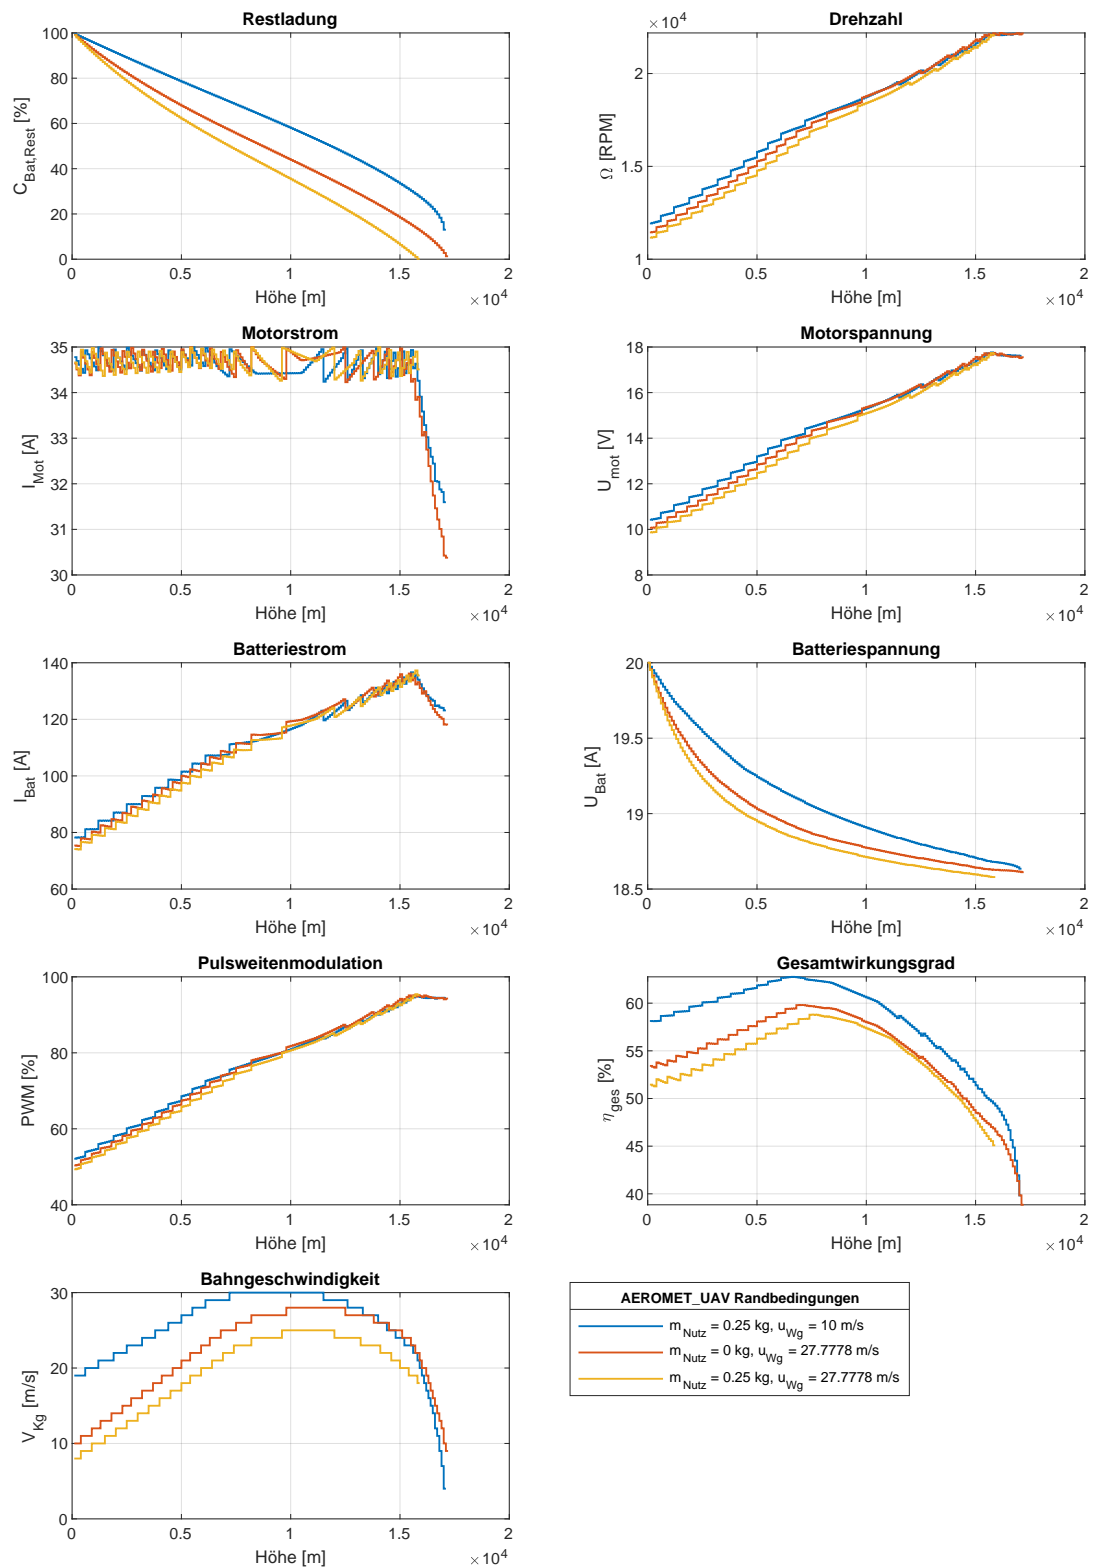 Restladung
C_Bat,Rest [%]
100
80
60
40
20
0
0 0.5 1 1.5 2
Höhe [m]
×10^4
Drehzahl
×10^4
Ω [RPM]
2
1.5
1
0 0.5 1 1.5 2
Höhe [m]
×10^4
Motorstrom
I_Mot [A]
35
34
33
32
31
30
0 0.5 1 1.5 2
Höhe [m]
×10^4
Motorspannung
U_mot [V]
18
16
14
12
10
8
0 0.5 1 1.5 2
Höhe [m]
×10^4
Batteriestrom
I_Bat [A]
140
120
100
80
60
0 0.5 1 1.5 2
Höhe [m]
×10^4
Batteriespannung
U_Bat [A]
20
19.5
19
18.5
0 0.5 1 1.5 2
Höhe [m]
×10^4
Pulsweitenmodulation
PWM [%]
100
80
60
40
0 0.5 1 1.5 2
Höhe [m]
×10^4
Gesamtwirkungsgrad
η_ges [%]
60
55
50
45
40
0 0.5 1 1.5 2
Höhe [m]
×10^4
Bahngeschwindigkeit
V_Kg [m/s]
30
20
10
0
0 0.5 1 1.5 2
Höhe [m]
×10^4
AEROMET_UAV Randbedingungen
m_Nutz = 0.25 kg, u_Wg = 10 m/s
m_Nutz = 0 kg, u_Wg = 27.7778 m/s
m_Nutz = 0.25 kg, u_Wg = 27.7778 m/s